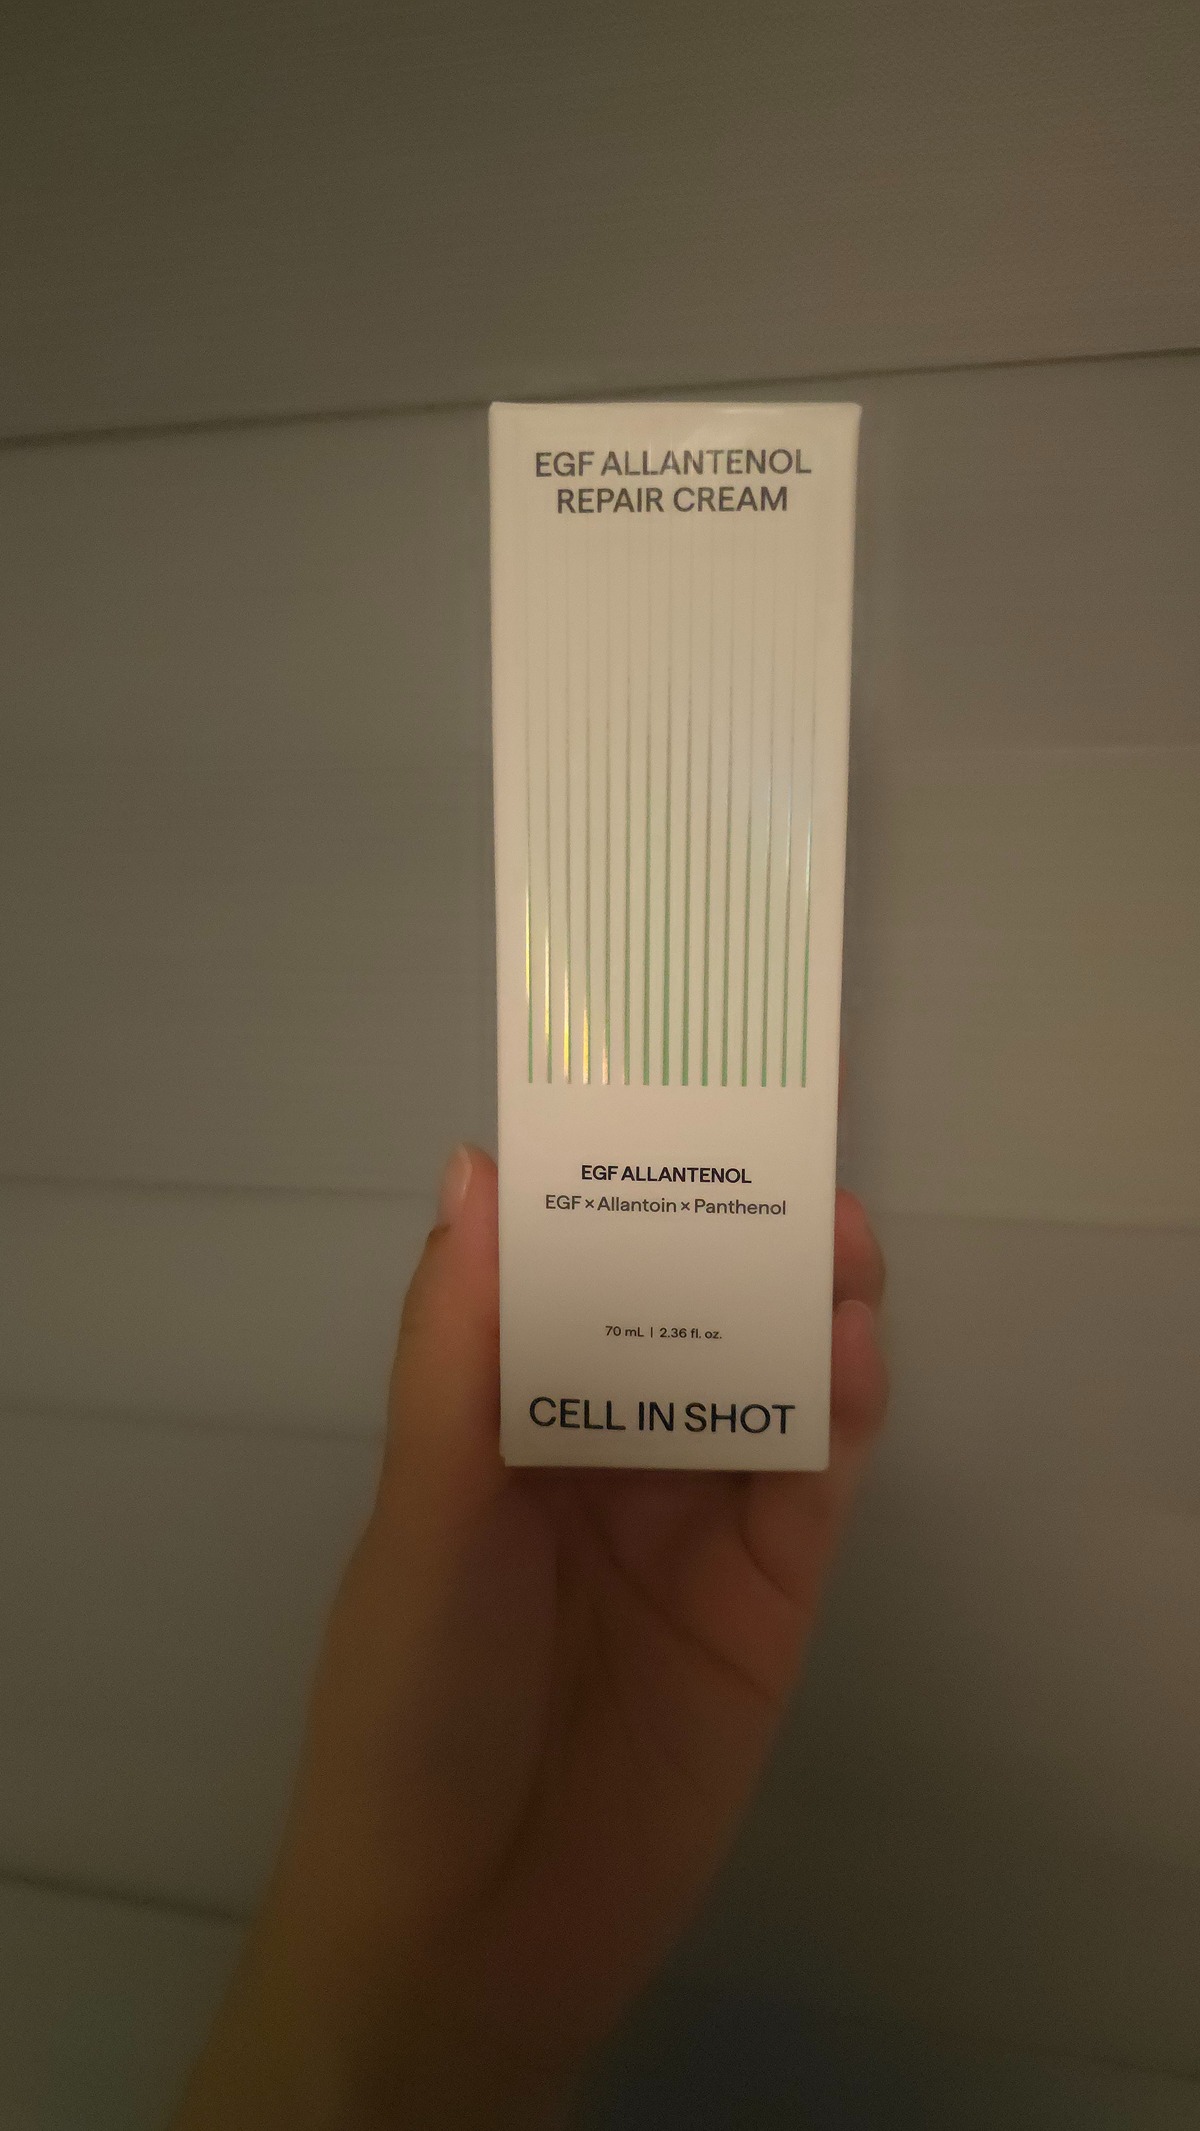 EGF ALLANTENOL
REPAIR CREAM
EGF ALLANTENOL
EGF × Allantoin × Panthenol
70 mL | 2.36 fl. oz.
CELL IN SHOT